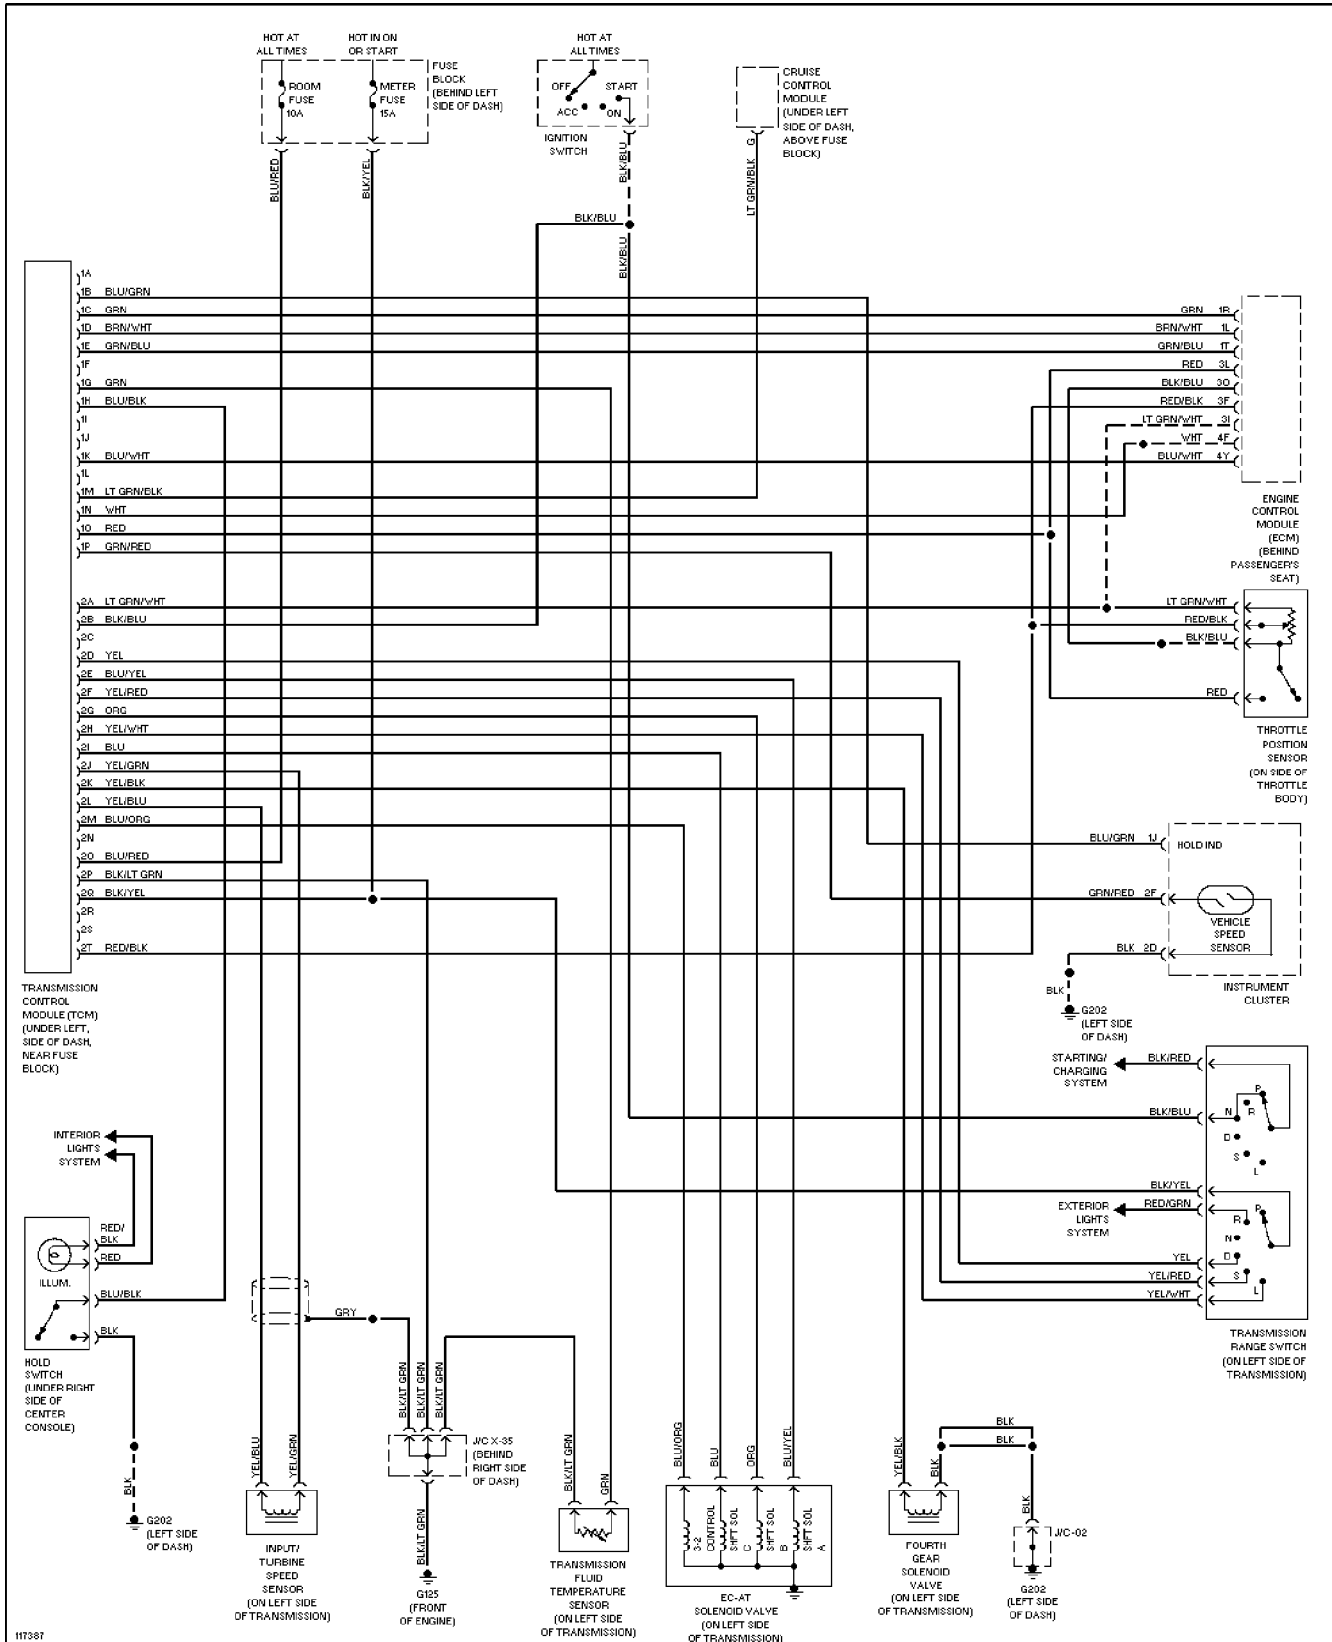 HOT AT
ALL TIMES
HOT IN ON
OR START
ROOM
FUSE
10A
METER
FUSE
15A
FUSE
BLOCK
(BEHIND LEFT
SIDE OF DASH)
HOT AT
ALL TIMES
OFF
START
ACC
ON
IGNITION
SWITCH
CRUISE
CONTROL
MODULE
(UNDER LEFT
SIDE OF DASH,
ABOVE FUSE
BLOCK)
BLU/RED
BLK/YEL
BLK/BLU
LT GRN/BLK G
BLK/BLU
BLK/BLU
1A
1B BLU/GRN
1C GRN
1D BRN/WHT
1E GRN/BLU
1F
1G GRN
1H BLU/BLK
1I
1J
1K BLU/WHT
1L
1M LT GRN/BLK
1N WHT
1O RED
1P GRN/RED
2A LT GRN/WHT
2B BLK/BLU
2C
2D YEL
2E BLU/YEL
2F YEL/RED
2G ORG
2H YEL/WHT
2I BLU
2J YEL/GRN
2K YEL/BLK
2L YEL/BLU
2M BLU/ORG
2N
2O BLU/RED
2P BLK/LT GRN
2Q BLK/YEL
2R
2S
2T RED/BLK
TRANSMISSION
CONTROL
MODULE (TCM)
(UNDER LEFT,
SIDE OF DASH,
NEAR FUSE
BLOCK)
GRN 1R
BRN/WHT 1L
GRN/BLU 1T
RED 3L
BLK/BLU 3O
RED/BLK 3F
LT GRN/WHT 3I
WHT 4F
BLU/WHT 4Y
ENGINE
CONTROL
MODULE
(ECM)
(BEHIND
PASSENGER'S
SEAT)
LT GRN/WHT
RED/BLK
BLK/BLU
RED
THROTTLE
POSITION
SENSOR
(ON SIDE OF
THROTTLE
BODY)
BLU/GRN 1J
HOLD IND
GRN/RED 2F
VEHICLE
SPEED
SENSOR
BLK 2D
INSTRUMENT
CLUSTER
BLK
G202
(LEFT SIDE
OF DASH)
STARTING/
CHARGING
SYSTEM
BLK/RED
BLK/BLU
P
R
N
D
S
L
BLK/YEL
RED/GRN
EXTERIOR
LIGHTS
SYSTEM
P
R
N
D
S
L
YEL
YEL/RED
YEL/WHT
TRANSMISSION
RANGE SWITCH
(ON LEFT SIDE OF
TRANSMISSION)
INTERIOR
LIGHTS
SYSTEM
RED/
BLK
RED
ILLUM.
BLU/BLK
BLK
HOLD
SWITCH
(UNDER RIGHT
SIDE OF
CENTER
CONSOLE)
BLK
G202
(LEFT SIDE
OF DASH)
GRY
YEL/BLU
YEL/GRN
INPUT/
TURBINE
SPEED
SENSOR
(ON LEFT SIDE
OF TRANSMISSION)
BLK/LT GRN
BLK/LT GRN
BLK/LT GRN
J/C X-35
(BEHIND
RIGHT SIDE
OF DASH)
BLK/LT GRN
G125
(FRONT
OF ENGINE)
BLK/LT GRN
GRN
TRANSMISSION
FLUID
TEMPERATURE
SENSOR
(ON LEFT SIDE
OF TRANSMISSION)
BLU/ORG
BLU
ORG
BLU/YEL
S-2
CONTROL
SHFT SOL
C
SHFT SOL
B
SHFT SOL
A
EC-AT
SOLENOID VALVE
(ON LEFT SIDE
OF TRANSMISSION)
YEL/BLK
BLK
BLK
BLK
FOURTH
GEAR
SOLENOID
VALVE
(ON LEFT SIDE
OF TRANSMISSION)
BLK
J/C-02
G202
(LEFT SIDE
OF DASH)
117387